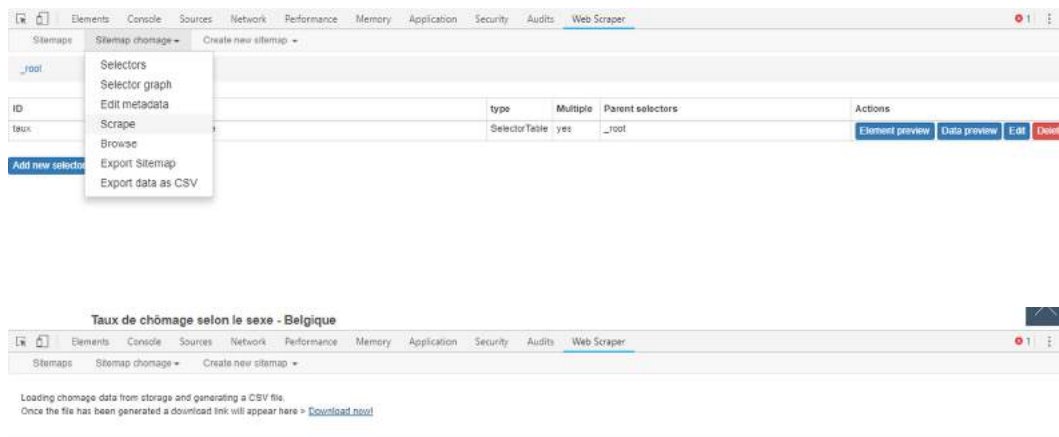 Elements Console Sources Network Performance Memory Application Security Audits Web Scraper 1
Sitemaps Sitemap chomage Create new sitemap
_root
Selectors
Selector graph
Edit metadata
Scrape
Browse
Export Sitemap
Export data as CSV
ID type Multiple Parent selectors Actions
taux SelectorTable yes _root Element preview Data preview Edit Delet
Add new selector
Taux de chômage selon le sexe - Belgique
Elements Console Sources Network Performance Memory Application Security Audits Web Scraper 1
Sitemaps Sitemap chomage Create new sitemap
Loading chomage data from storage and generating a CSV file.
Once the file has been generated a download link will appear here > Download now!